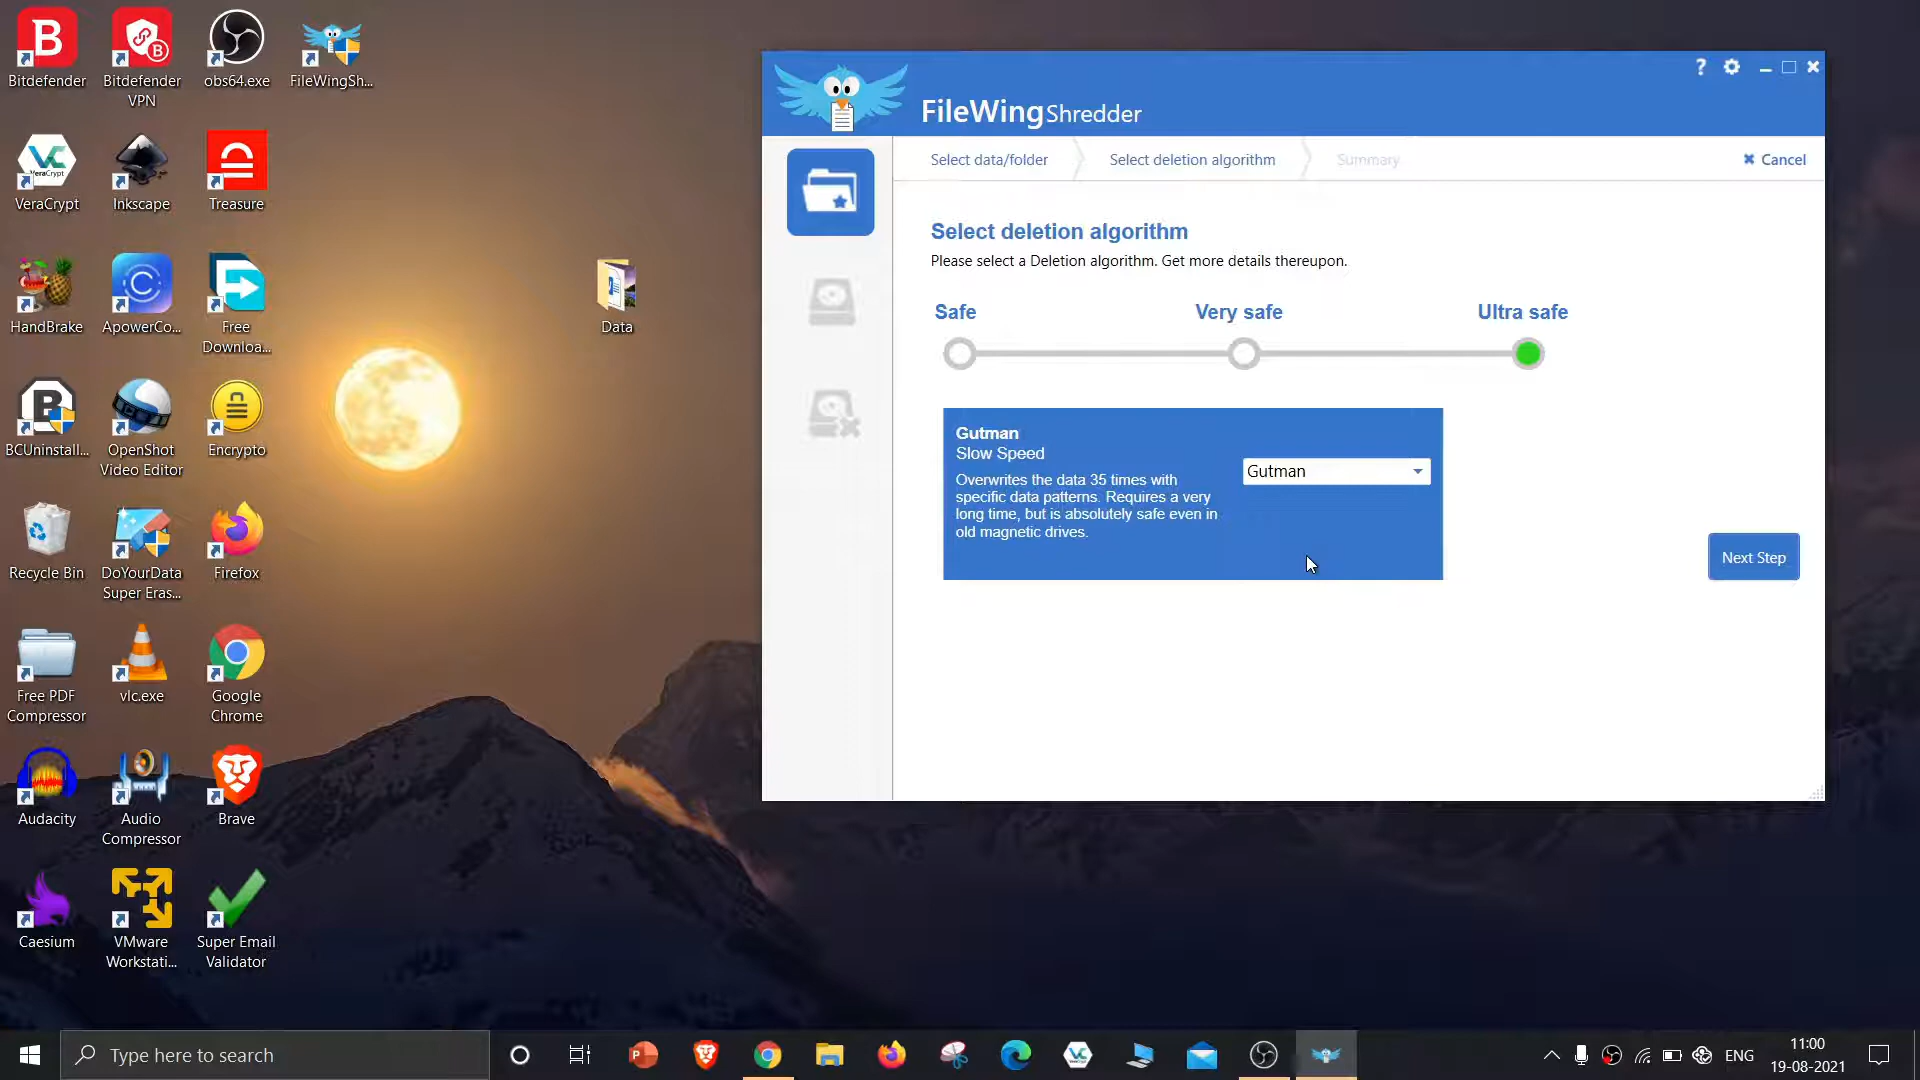 Bitdefender
Bitdefender
VPN
obs64.exe
FileWingSh...
VeraCrypt
Inkscape
Treasure
HandBrake
ApowerCo...
Free
Downloa...
BCUninstall...
OpenShot
Video Editor
Encrypto
Recycle Bin
DoYourData
Super Eras...
Firefox
Free PDF
Compressor
vlc.exe
Google
Chrome
Audacity
Audio
Compressor
Brave
Caesium
VMware
Workstati...
Super Email
Validator
Data
FileWingShredder
Select data/folder
Select deletion algorithm
Summary
Cancel
Select deletion algorithm
Please select a Deletion algorithm. Get more details thereupon.
Safe
Very safe
Ultra safe
Gutman
Slow Speed
Overwrites the data 35 times with
specific data patterns. Requires a very
long time, but is absolutely safe even in
old magnetic drives.
Gutman
Next Step
Type here to search
ENG
11:00
19-08-2021